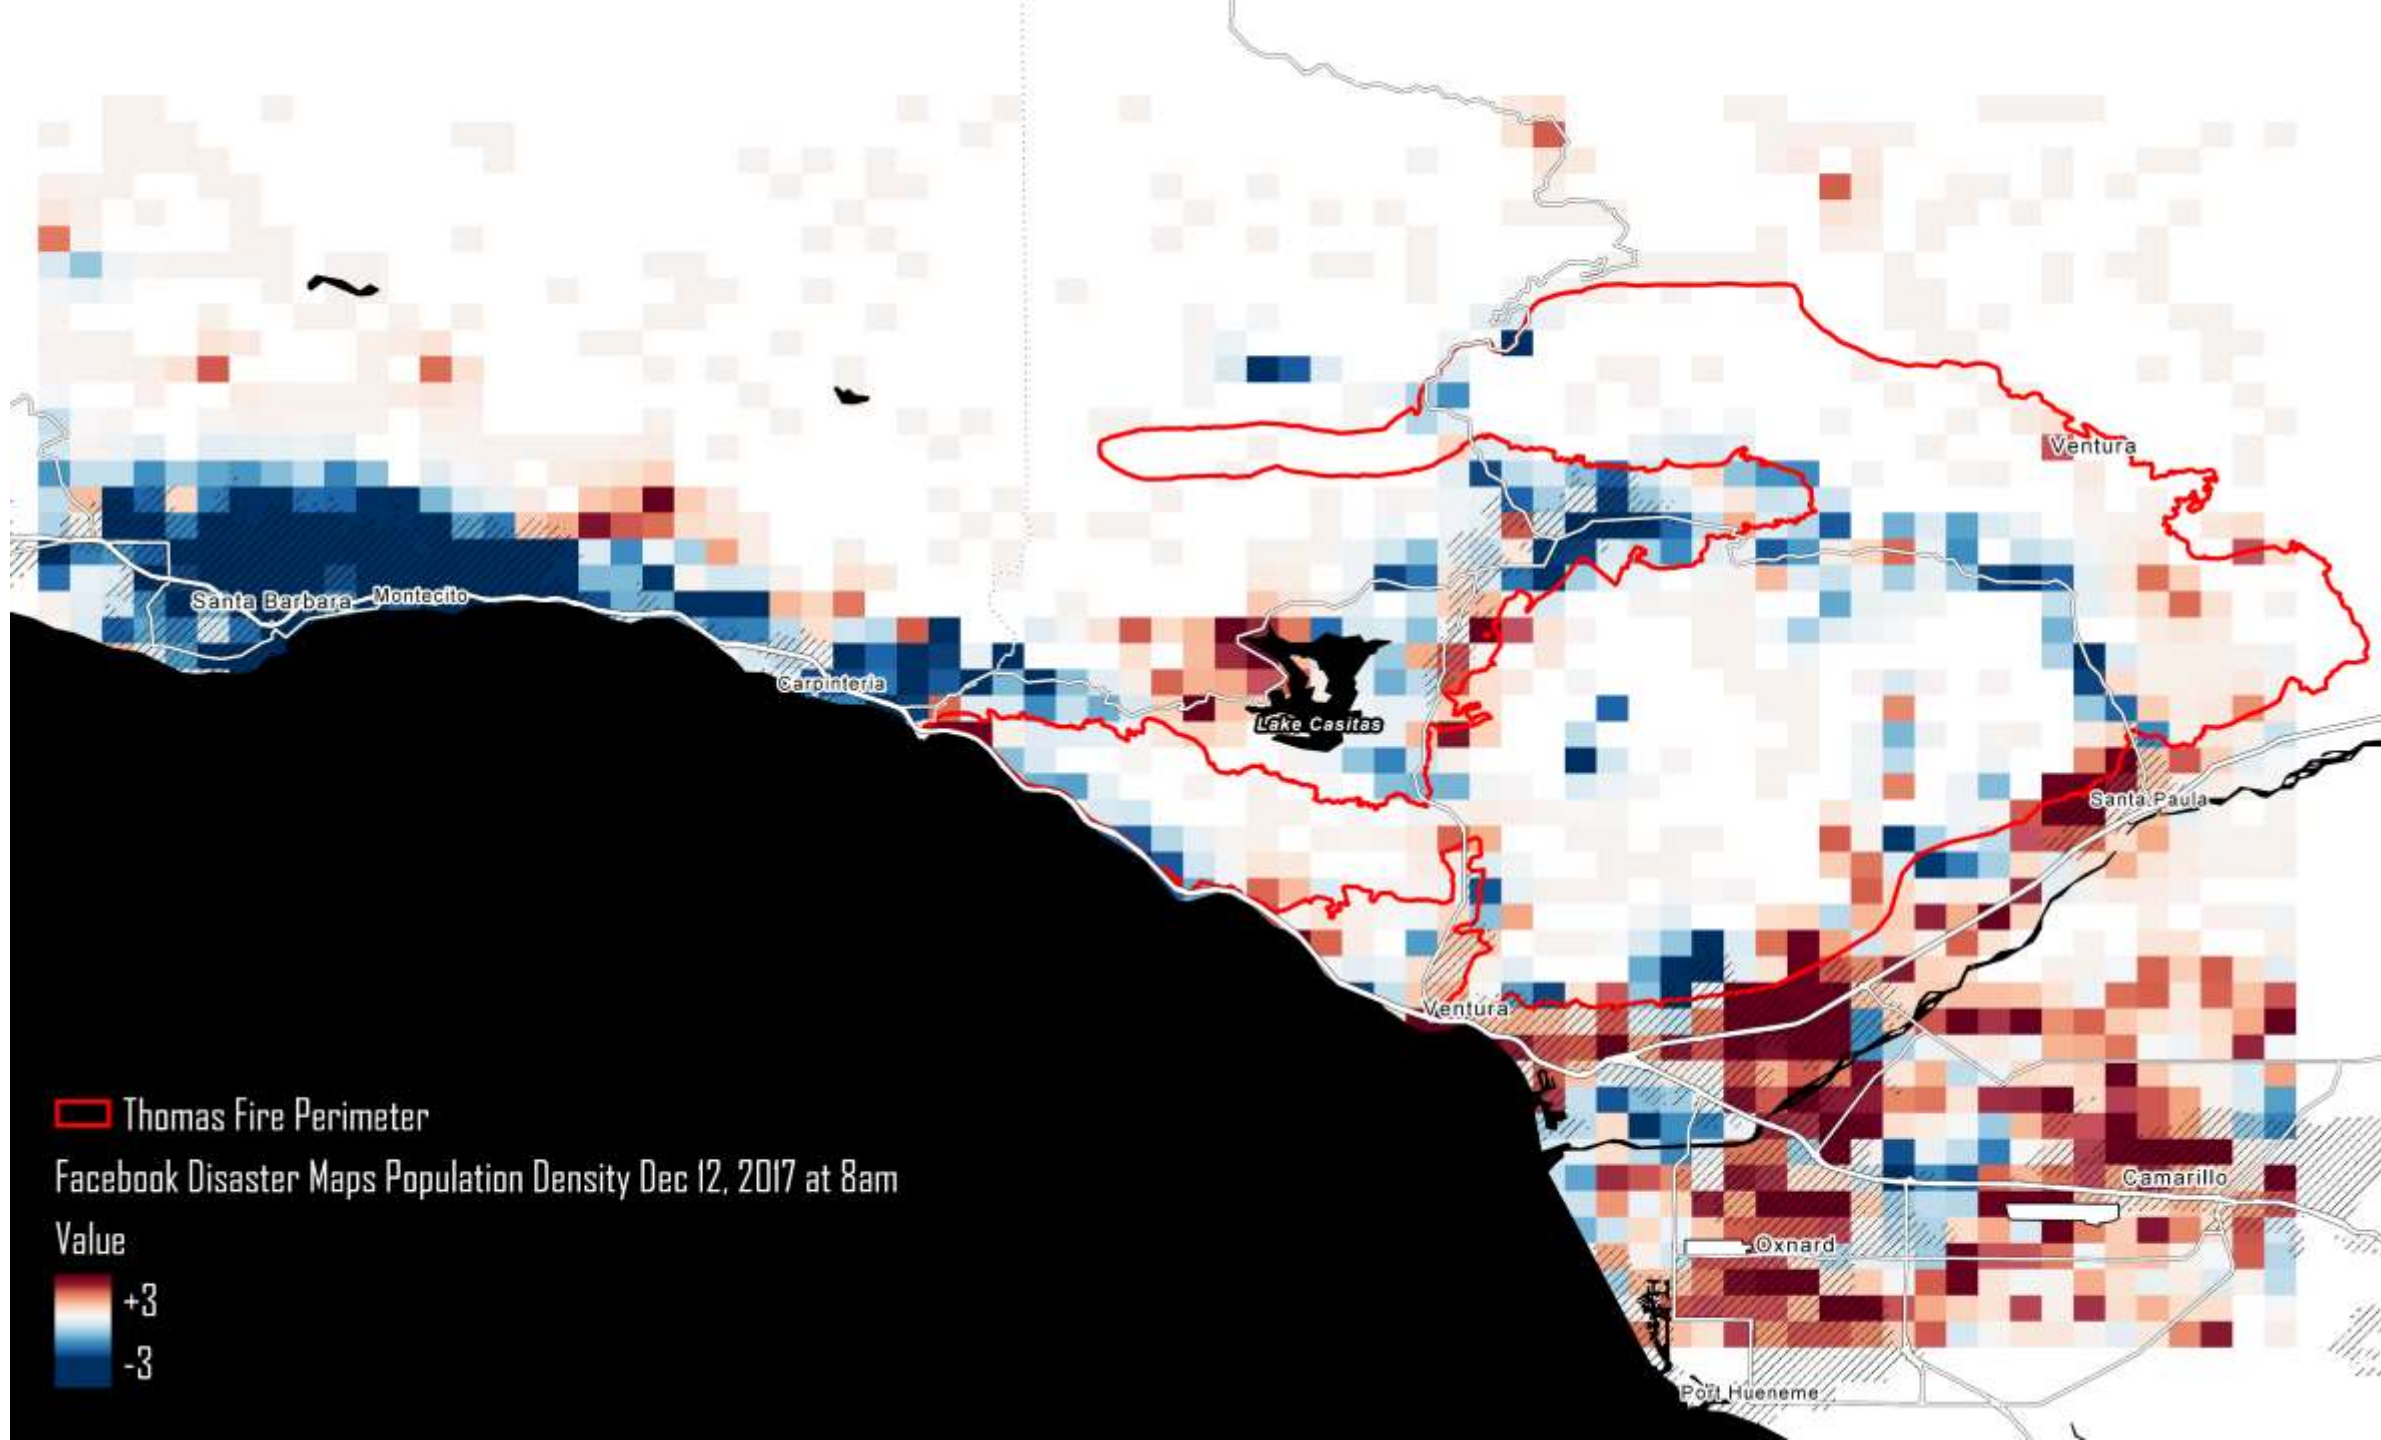 Ventura
Santa Barbara
Montecito
Carpinteria
Lake Casitas
Santa Paula
Ventura
Thomas Fire Perimeter
Facebook Disaster Maps Population Density Dec 12, 2017 at 8am
Camarillo
Value
Oxnard
+3
-3
Port Hueneme